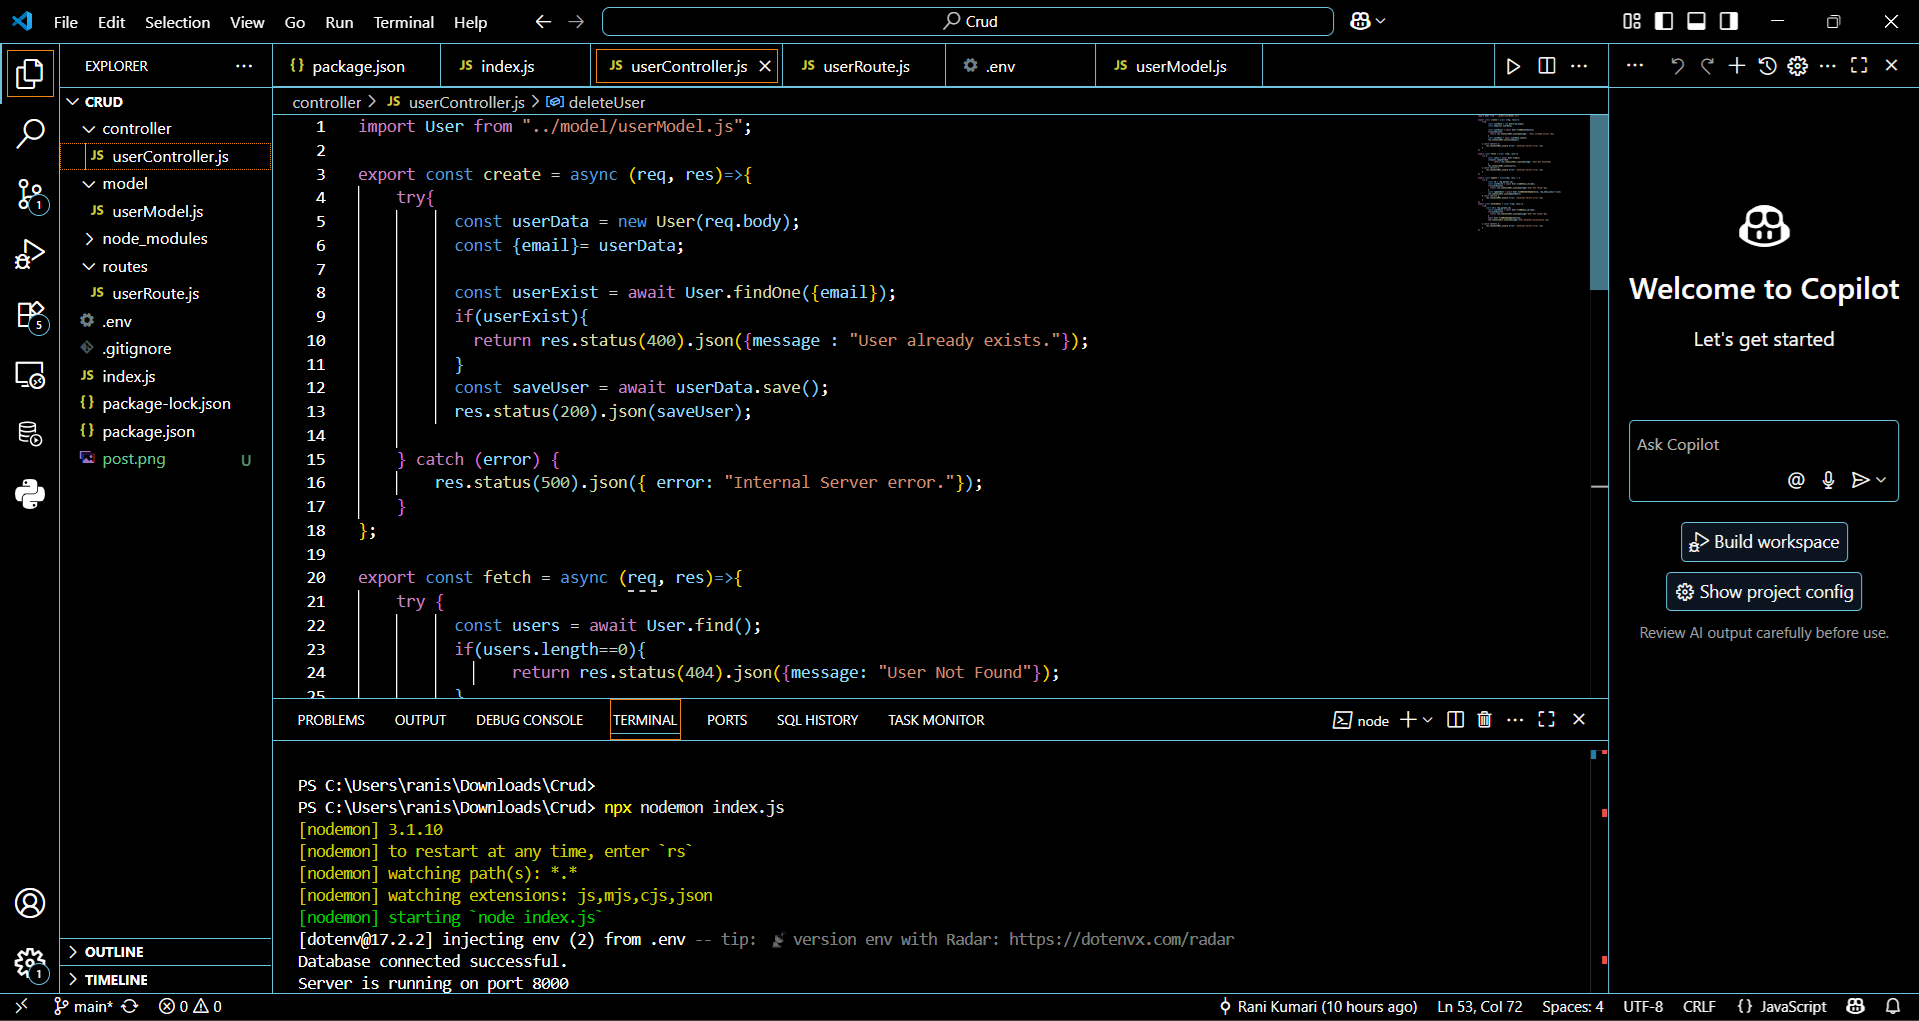 File Edit Selection View Go Run Terminal Help
Crud
EXPLORER
CRUD
controller
JS userController.js
model
JS userModel.js
node_modules
routes
JS userRoute.js
.env
.gitignore
JS index.js
{} package-lock.json
{} package.json
post.png U
OUTLINE
TIMELINE
1
5
1
{} package.json
JS index.js
JS userController.js
JS userRoute.js
.env
JS userModel.js
controller > JS userController.js > deleteUser
1 import User from "../model/userModel.js";
2
3 export const create = async (req, res)=>{
4 try{
5 const userData = new User(req.body);
6 const {email}= userData;
7
8 const userExist = await User.findOne({email});
9 if(userExist){
10 return res.status(400).json({message : "User already exists."});
11 }
12 const saveUser = await userData.save();
13 res.status(200).json(saveUser);
14
15 } catch (error) {
16 res.status(500).json({ error: "Internal Server error."});
17 }
18 };
19
20 export const fetch = async (req, res)=>{
21 try {
22 const users = await User.find();
23 if(users.length==0){
24 return res.status(404).json({message: "User Not Found"});
25 }
PROBLEMS OUTPUT DEBUG CONSOLE TERMINAL PORTS SQL HISTORY TASK MONITOR
node
PS C:\Users\ranis\Downloads\Crud>
PS C:\Users\ranis\Downloads\Crud> npx nodemon index.js
[nodemon] 3.1.10
[nodemon] to restart at any time, enter `rs`
[nodemon] watching path(s): *.*
[nodemon] watching extensions: js,mjs,cjs,json
[nodemon] starting `node index.js`
[dotenv@17.2.2] injecting env (2) from .env -- tip: 📡 version env with Radar: https://dotenvx.com/radar
Database connected successful.
Server is running on port 8000
Welcome to Copilot
Let's get started
Ask Copilot
@
Build workspace
Show project config
Review AI output carefully before use.
main* 0 0
Rani Kumari (10 hours ago) Ln 53, Col 72 Spaces: 4 UTF-8 CRLF {} JavaScript